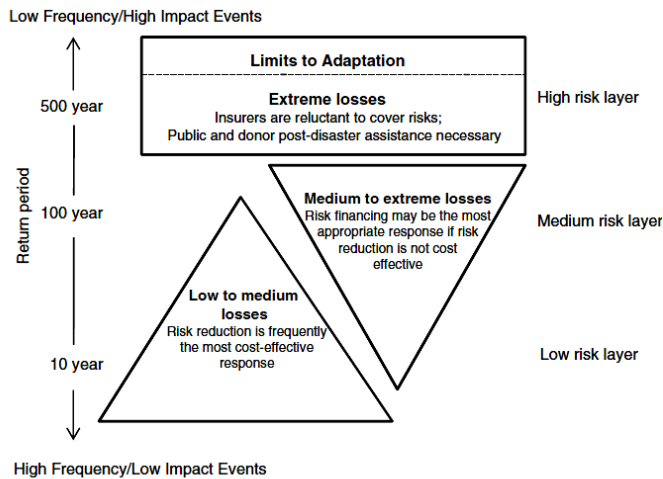 Low Frequency/High Impact Events
Limits to Adaptation
500 year
Extreme losses
Insurers are reluctant to cover risks;
Public and donor post-disaster assistance necessary
High risk layer
Return period
100 year
Medium to extreme losses
Risk financing may be the most
appropriate response if risk
reduction is not cost
effective
Medium risk layer
Low to medium
losses
Risk reduction is frequently
the most cost-effective
response
10 year
Low risk layer
High Frequency/Low Impact Events